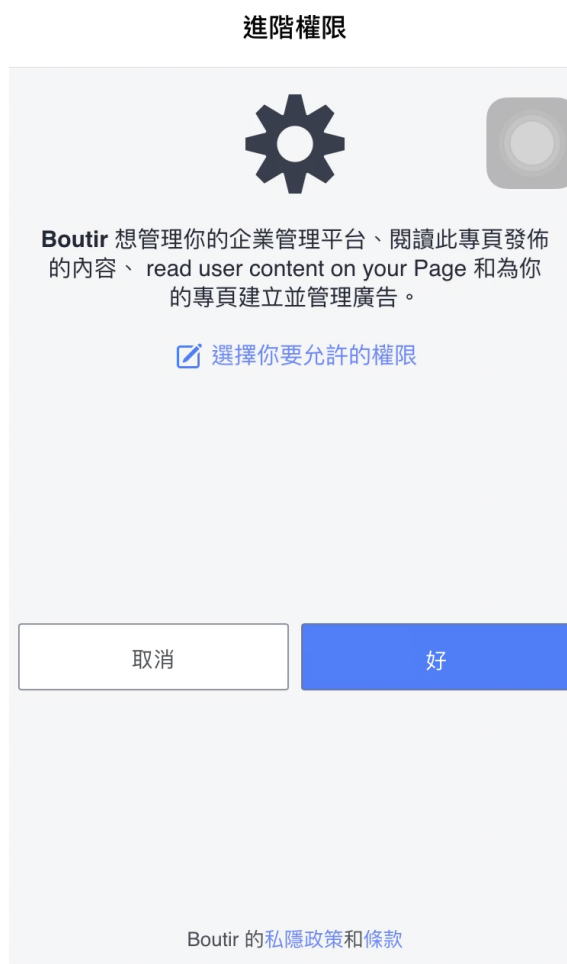 進階權限
Boutir 想管理你的企業管理平台、閱讀此專頁發佈
的內容、 read user content on your Page 和為你
的專頁建立並管理廣告。
選擇你要允許的權限
取消
好
Boutir 的私隱政策和條款